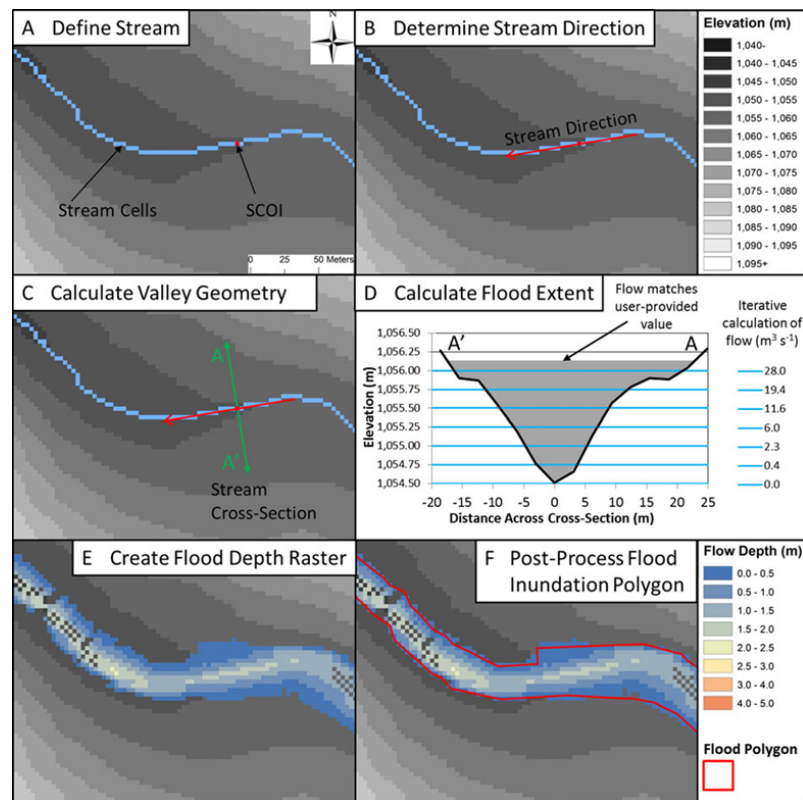 A Define Stream
N
Stream Cells
SCOI
0 25 50 Meters
B Determine Stream Direction
Stream Direction
Elevation (m)
1,040-
1,040 - 1,045
1,045 - 1,050
1,050 - 1,055
1,055 - 1,060
1,060 - 1,065
1,065 - 1,070
1,070 - 1,075
1,075 - 1,080
1,080 - 1,085
1,085 - 1,090
1,090 - 1,095
1,095+
C Calculate Valley Geometry
A
A'
Stream
Cross-Section
D Calculate Flood Extent
Flow matches
user-provided
value
Iterative
calculation of
flow (m³ s⁻¹)
A'
A
Elevation (m)
1,056.50
1,056.25
1,056.00
1,055.75
1,055.50
1,055.25
1,055.00
1,054.75
1,054.50
-20 -15 -10 -5 0 5 10 15 20 25
Distance Across Cross-Section (m)
28.0
19.4
11.6
6.0
2.3
0.4
0.0
E Create Flood Depth Raster
F Post-Process Flood
Inundation Polygon
Flow Depth (m)
0.0 - 0.5
0.5 - 1.0
1.0 - 1.5
1.5 - 2.0
2.0 - 2.5
2.5 - 3.0
3.0 - 4.0
4.0 - 5.0
Flood Polygon